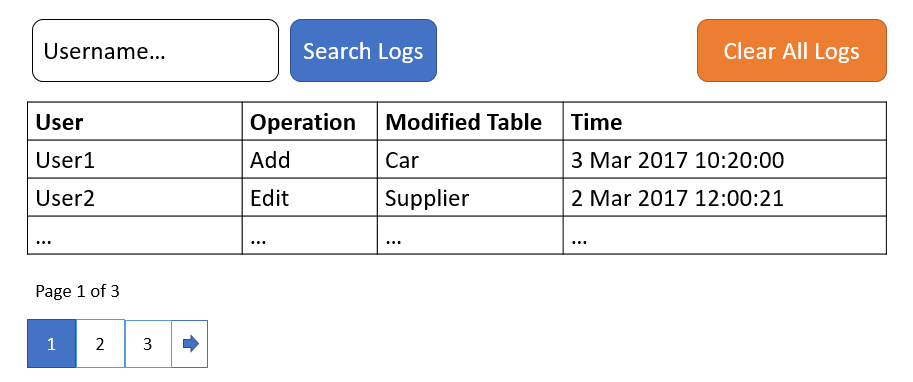 Username... Search Logs Clear All Logs
User Operation Modified Table Time
User1 Add Car 3 Mar 2017 10:20:00
User2 Edit Supplier 2 Mar 2017 12:00:21
... ... ... ...
Page 1 of 3
1 2 3